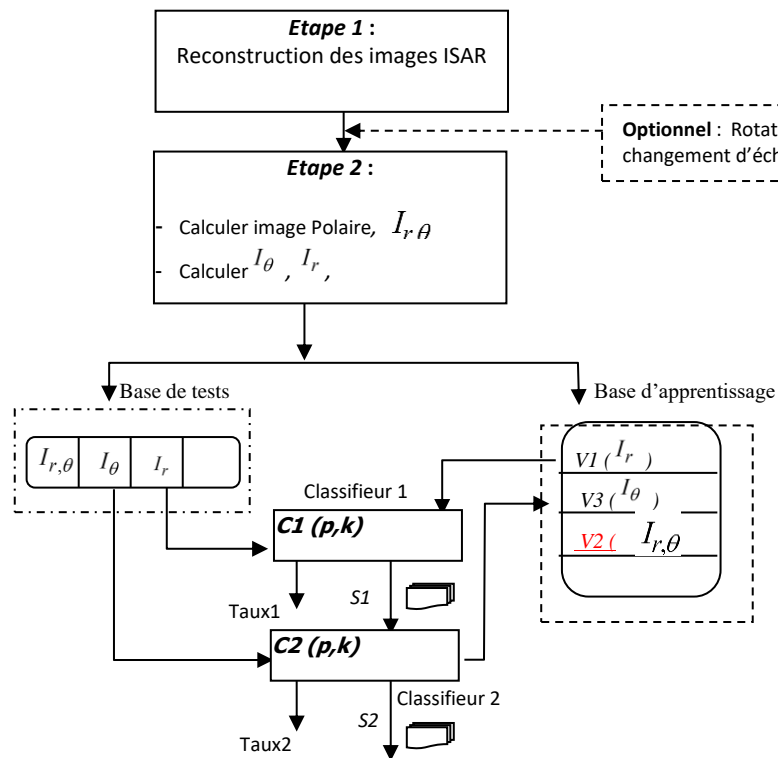 Etape 1 :
Reconstruction des images ISAR
Optionnel : Rotat
changement d'éch
Etape 2 :
- Calculer image Polaire, I_{r θ}
- Calculer I_θ , I_r ,
Base de tests
Base d'apprentissage
I_{r,θ} I_θ I_r
V1 ( I_r )
V3 ( I_θ )
V2 ( I_{r,θ}
Classifieur 1
C1 (p,k)
Taux1
S1
C2 (p,k)
Classifieur 2
S2
Taux2